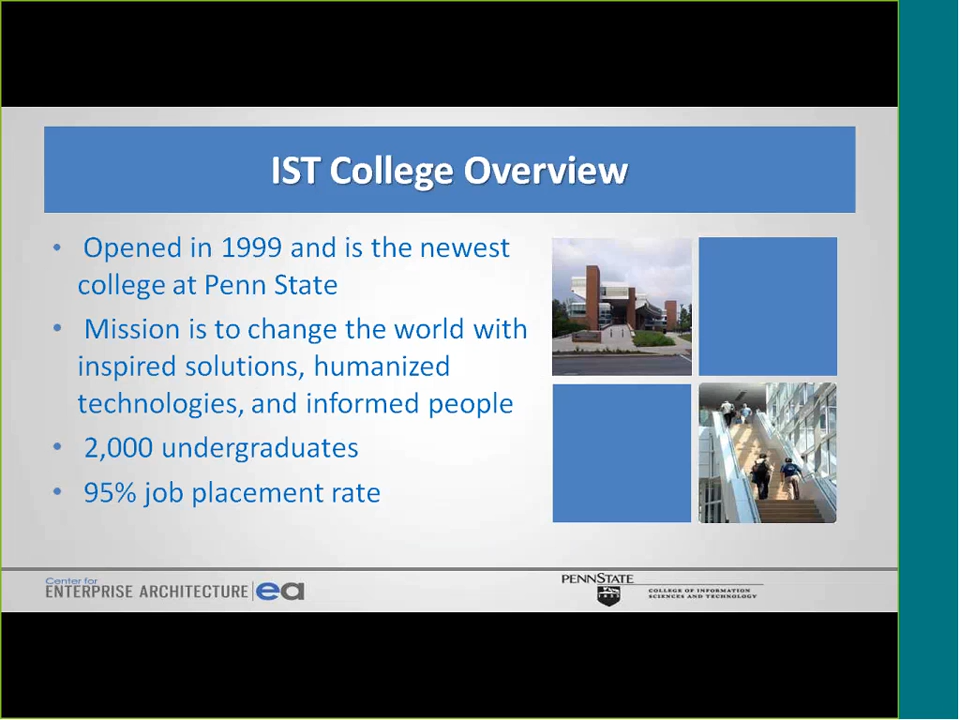 IST College Overview
• Opened in 1999 and is the newest
college at Penn State
• Mission is to change the world with
inspired solutions, humanized
technologies, and informed people
• 2,000 undergraduates
• 95% job placement rate
Center for
ENTERPRISE ARCHITECTURE ea
PENNSTATE
1855
COLLEGE OF INFORMATION
SCIENCES AND TECHNOLOGY